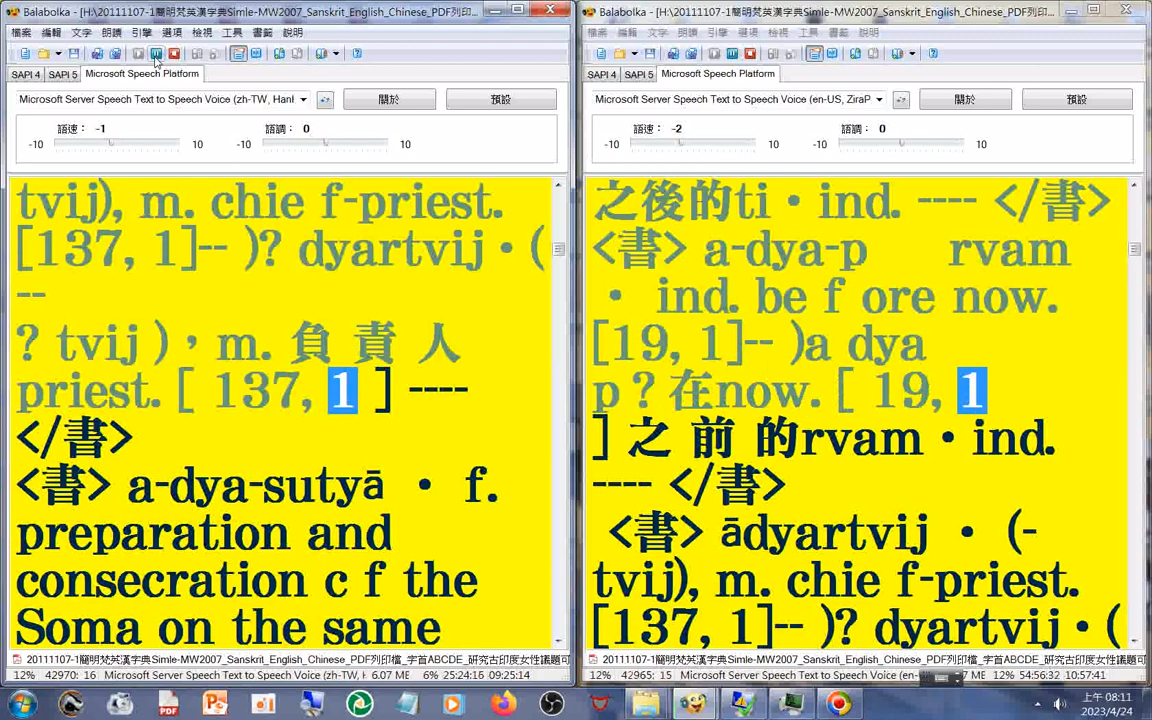 Balabolka - [H:\20111107-1簡明梵英漢字典Simle-MW2007_Sanskrit_English_Chinese_PDF列印...
檔案 編輯 文字 朗讀 引擎 選項 檢視 工具 書籤 說明
SAPI 4 SAPI 5 Microsoft Speech Platform
Microsoft Server Speech Text to Speech Voice (zh-TW, Hanl
關於 預設
語速： -1 語調： 0
-10 10 -10 10
tvij), m. chie f-priest.
[137, 1]-- )? dyartvij・(
--
? tvij )，m. 負 責 人
priest. [ 137, 1 ] ----
</書>
<書> a-dya-sutyā ・ f.
preparation and
consecration c f the
Soma on the same
20111107-1簡明梵英漢字典Simle-MW2007_Sanskrit_English_Chinese_PDF列印檔_字首ABCDE_研究古印度女性議題可
12% 42970: 16 Microsoft Server Speech Text to Speech Voice (zh-TW, H 6.07 ME 6% 25:24:16 09:25:14
Balabolka - [H:\20111107-1簡明梵英漢字典Simle-MW2007_Sanskrit_English_Chinese_PDF列印...
檔案 編輯 文字 朗讀 引擎 選項 檢視 工具 書籤 說明
SAPI 4 SAPI 5 Microsoft Speech Platform
Microsoft Server Speech Text to Speech Voice (en-US, ZiraP
關於 預設
語速： -2 語調： 0
-10 10 -10 10
之後的ti・ind. ---- </書>
<書> a-dya-p rvam
・ ind. be f ore now.
[19, 1]-- )a dya
p？在now. [ 19, 1
] 之 前 的rvam・ind.
---- </書>
<書> ādyartvij ・ (-
tvij), m. chie f-priest.
[137, 1]-- )? dyartvij・(
20111107-1簡明梵英漢字典Simle-MW2007_Sanskrit_English_Chinese_PDF列印檔_字首ABCDE_研究古印度女性議題可
12% 42965: 15 Microsoft Server Speech Text to Speech Voice (en-US 12% 54:56:32 10:57:41
上午 08:11
2023/4/24